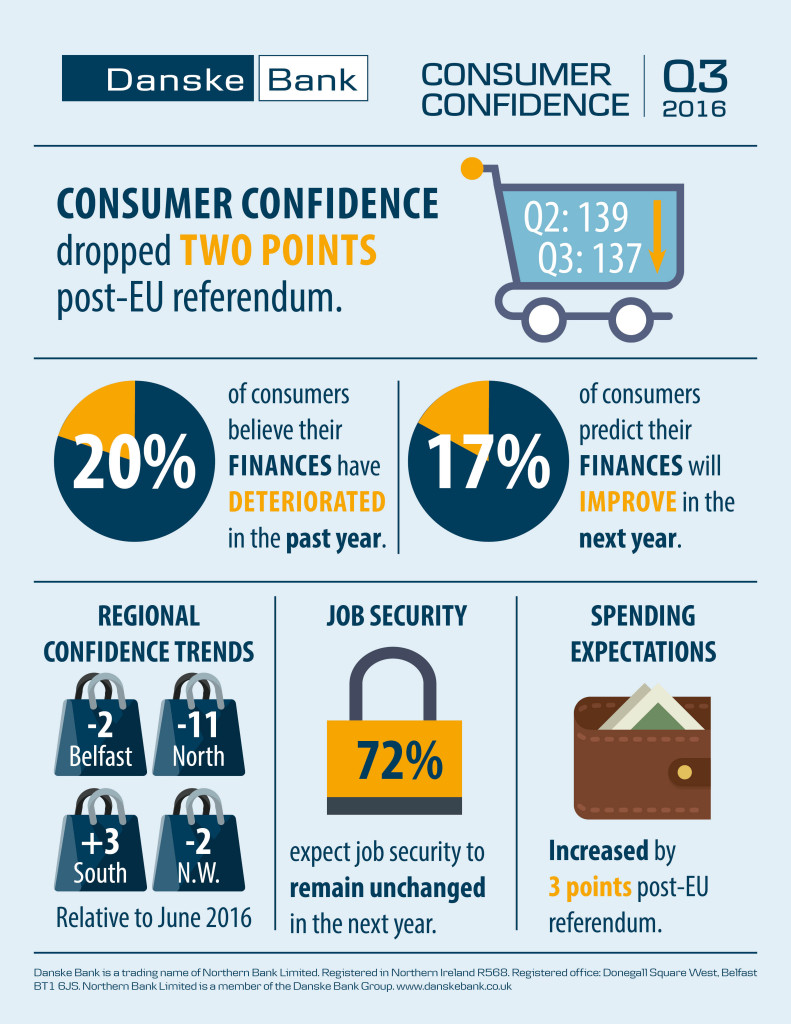 Danske Bank
CONSUMER
CONFIDENCE
Q3
2016
CONSUMER CONFIDENCE
dropped TWO POINTS
post-EU referendum.
Q2: 139
Q3: 137
20%
of consumers
believe their
FINANCES have
DETERIORATED
in the past year.
17%
of consumers
predict their
FINANCES will
IMPROVE in the
next year.
REGIONAL
CONFIDENCE TRENDS
-2
Belfast
-11
North
+3
South
-2
N.W.
Relative to June 2016
JOB SECURITY
72%
expect job security to
remain unchanged
in the next year.
SPENDING
EXPECTATIONS
Increased by
3 points post-EU
referendum.
Danske Bank is a trading name of Northern Bank Limited. Registered in Northern Ireland R568. Registered office: Donegall Square West, Belfast
BT1 6JS. Northern Bank Limited is a member of the Danske Bank Group. www.danskebank.co.uk